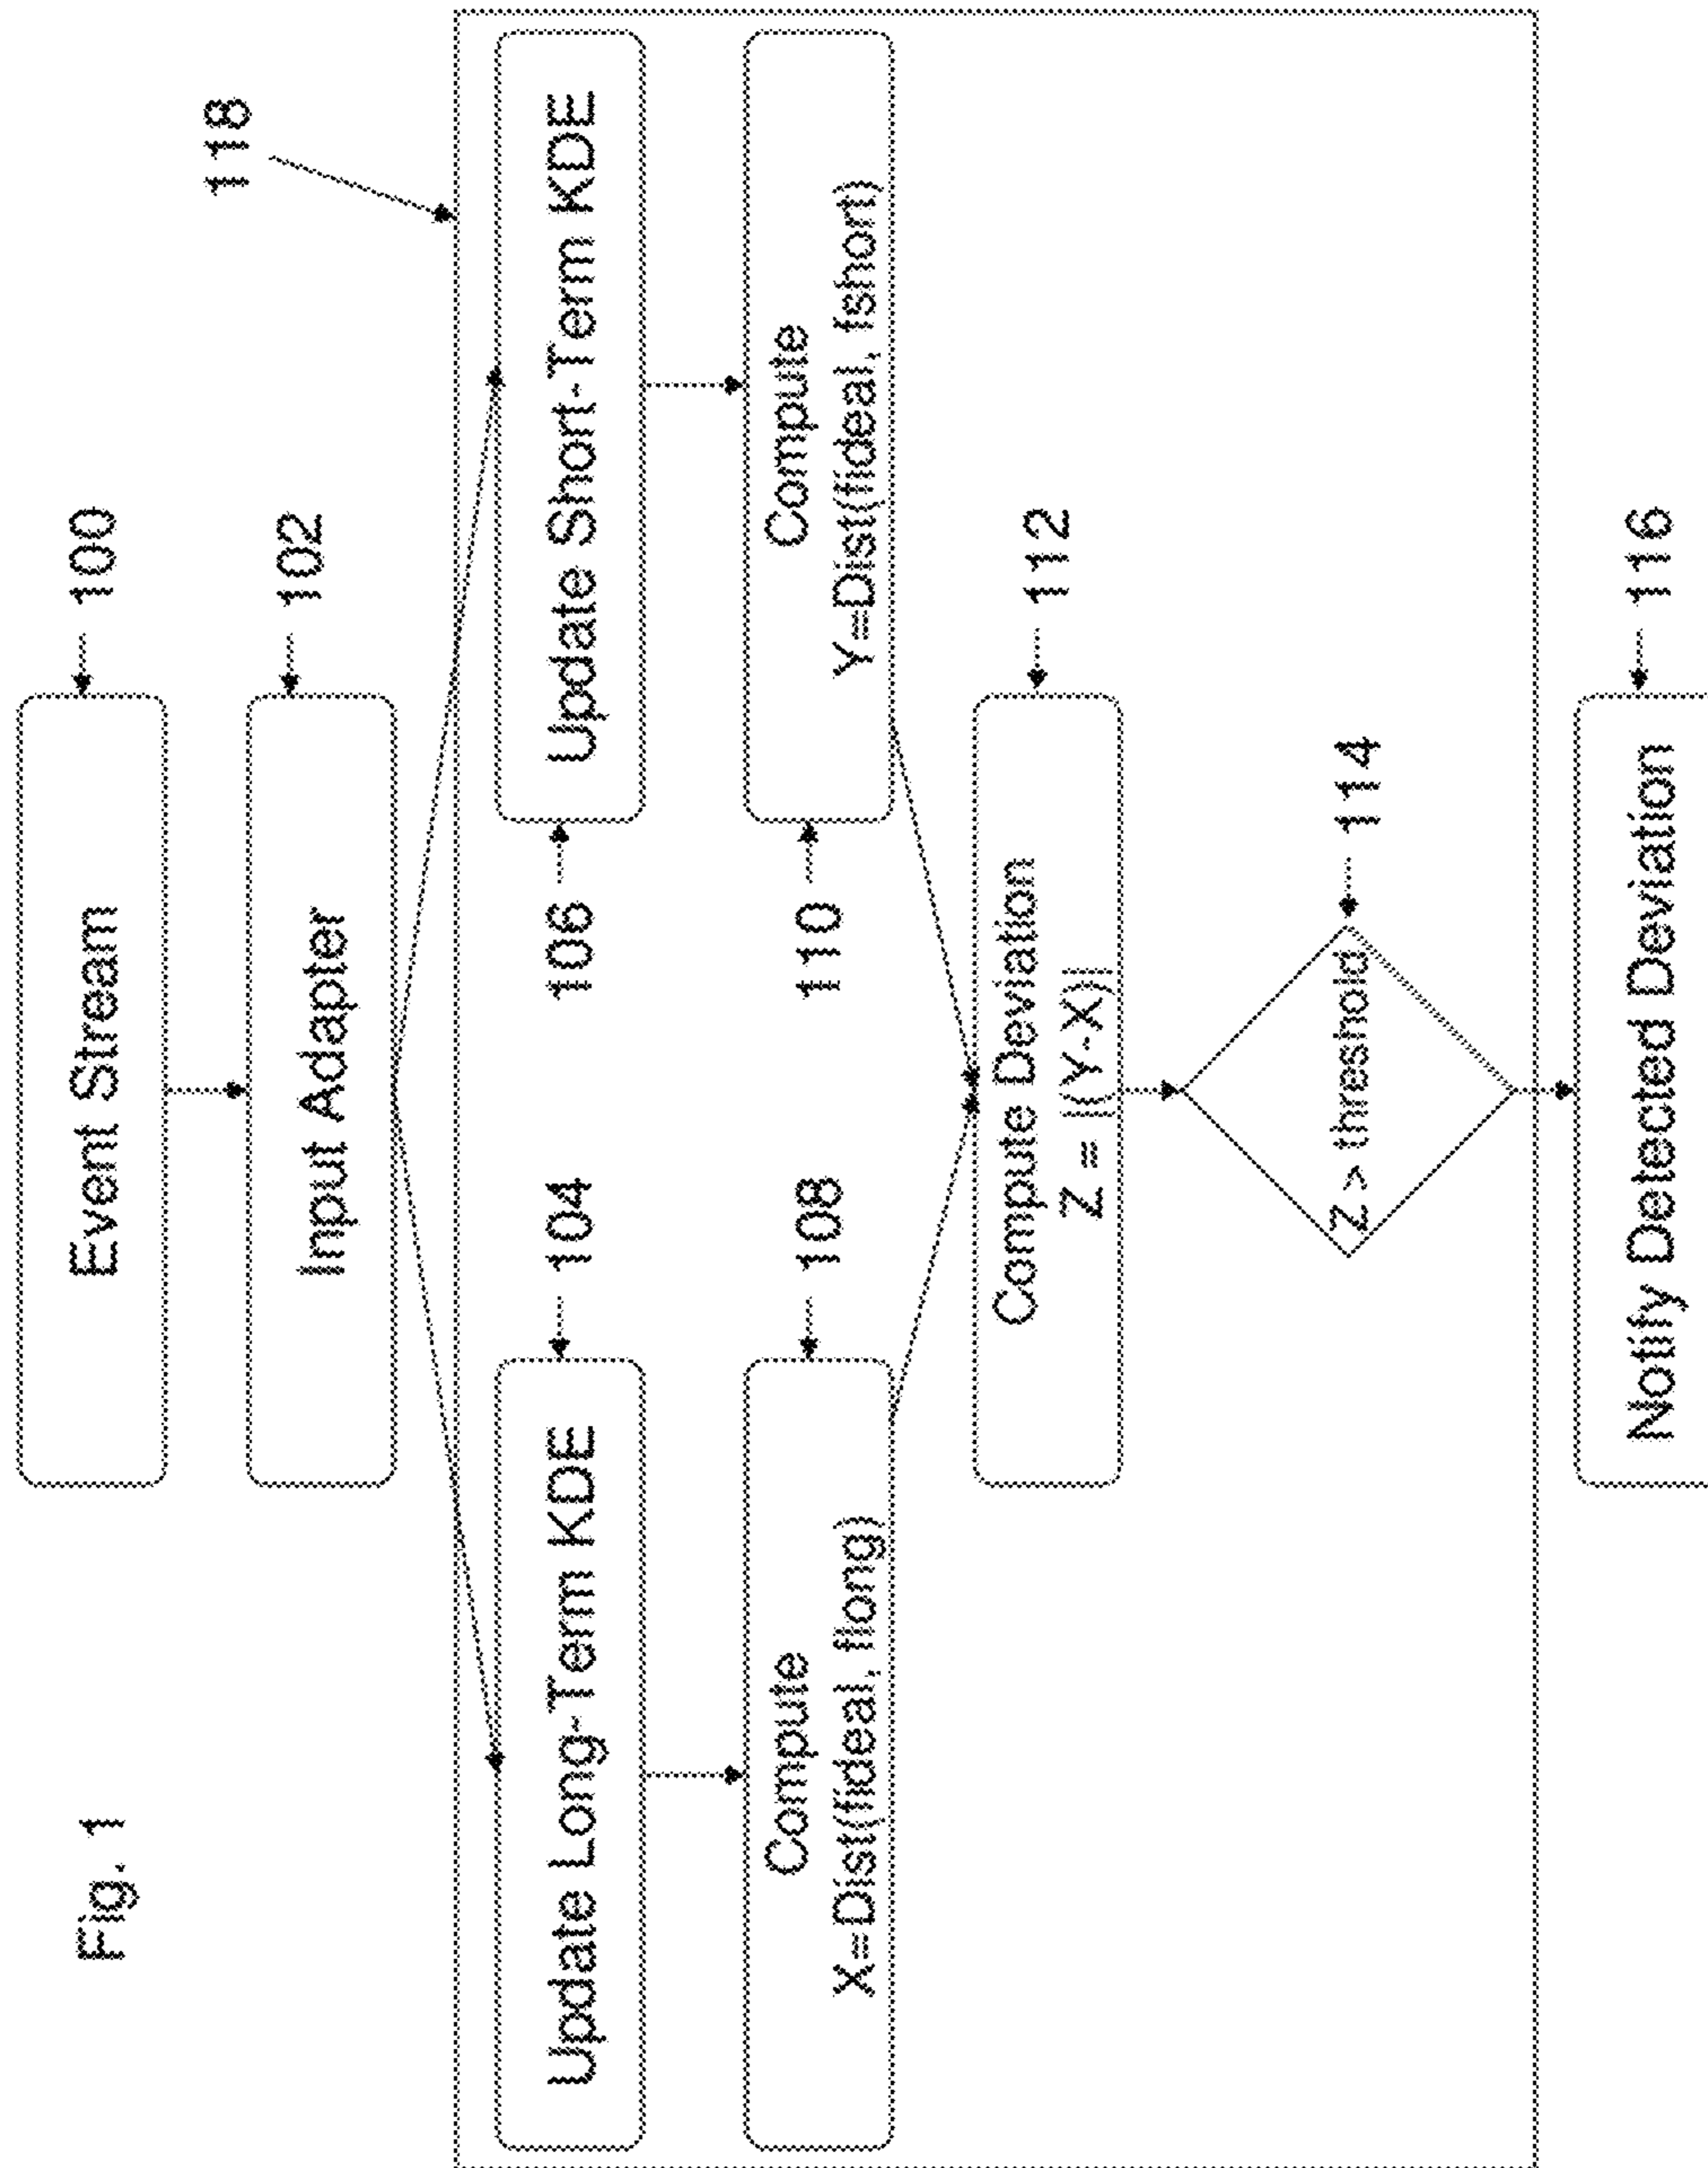 Fig. 1
Event Stream
100
Input Adapter
102
118
Update Long-Term KDE
104
106
Update Short-Term KDE
Compute
X=Dist(fideal, flong)
108
110
Compute
Y=Dist(fideal, fshort)
Compute Deviation
Z = |(Y-X)|
112
Z > threshold
114
Notify Detected Deviation
116